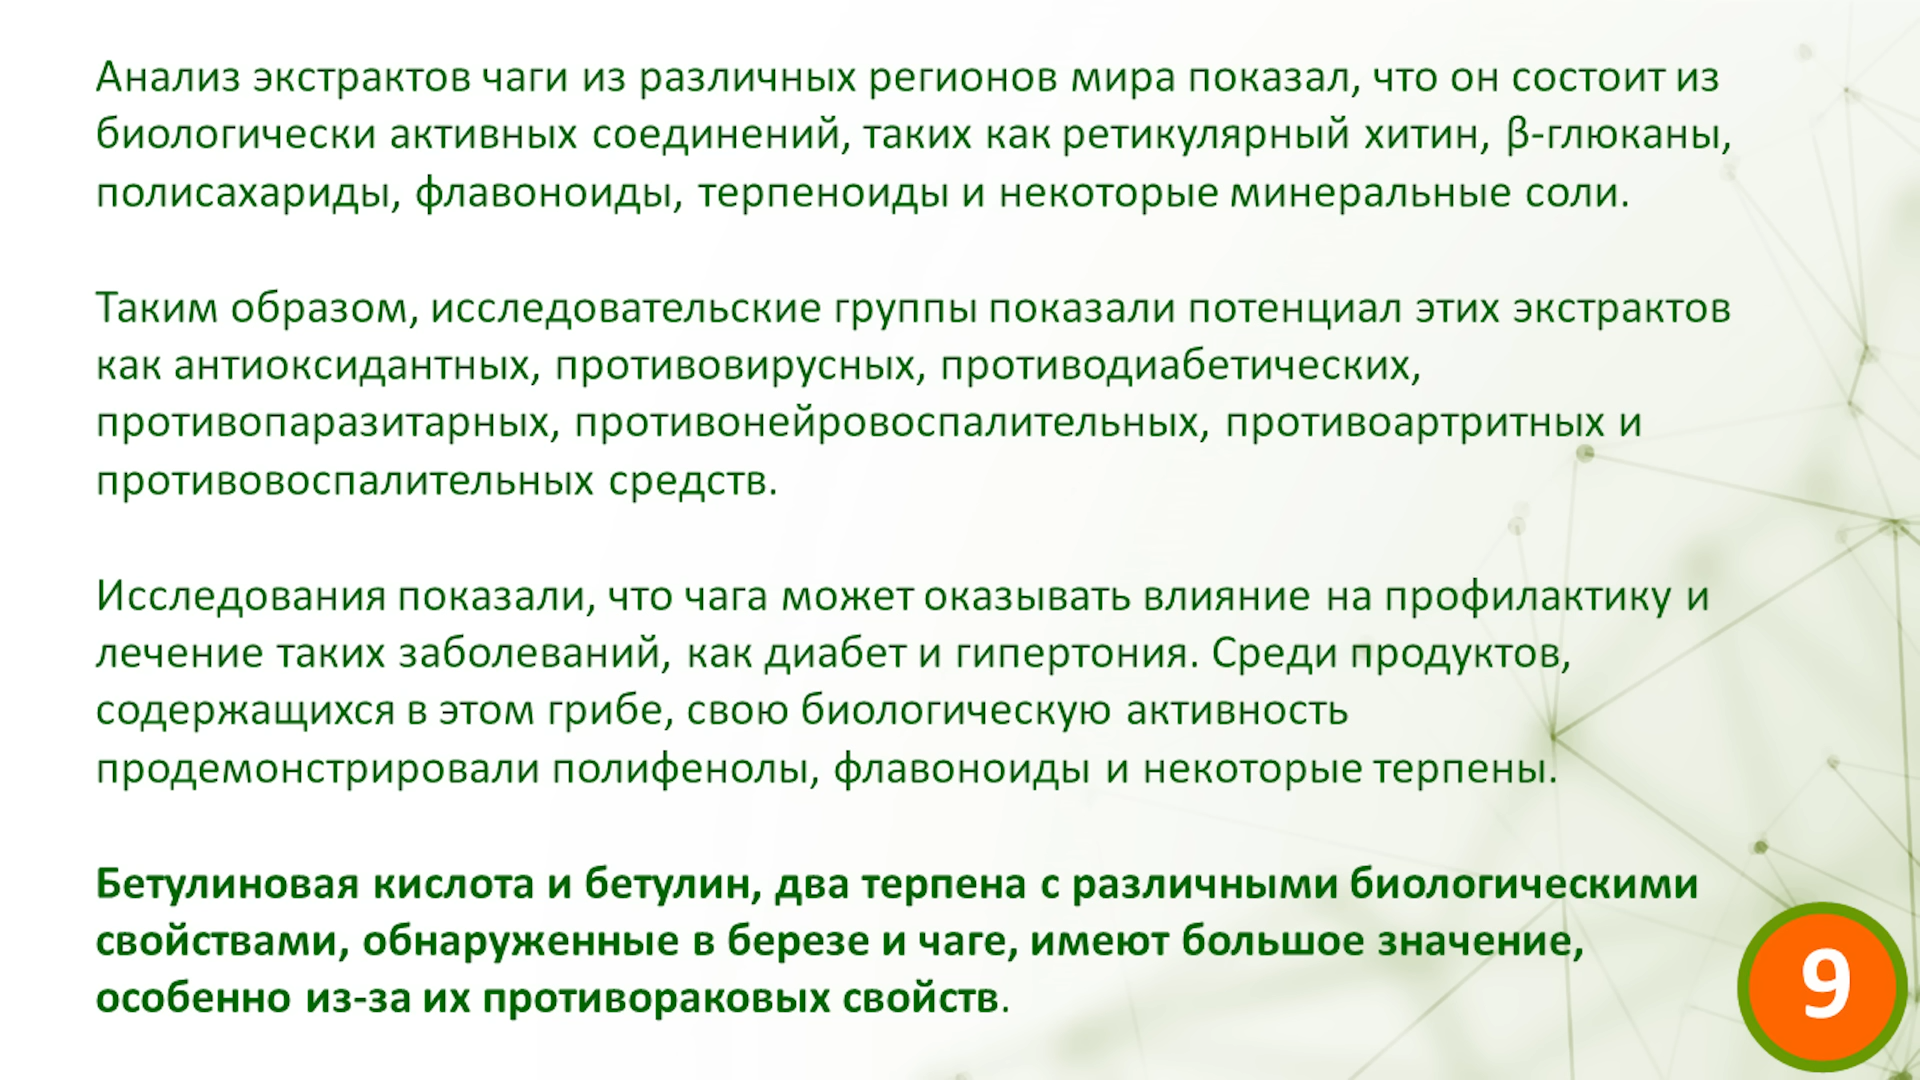 Анализ экстрактов чаги из различных регионов мира показал, что он состоит из
биологически активных соединений, таких как ретикулярный хитин, β-глюканы,
полисахариды, флавоноиды, терпеноиды и некоторые минеральные соли.
Таким образом, исследовательские группы показали потенциал этих экстрактов
как антиоксидантных, противовирусных, противодиабетических,
противопаразитарных, противонейровоспалительных, противоартритных и
противовоспалительных средств.
Исследования показали, что чага может оказывать влияние на профилактику и
лечение таких заболеваний, как диабет и гипертония. Среди продуктов,
содержащихся в этом грибе, свою биологическую активность
продемонстрировали полифенолы, флавоноиды и некоторые терпены.
Бетулиновая кислота и бетулин, два терпена с различными биологическими
свойствами, обнаруженные в березе и чаге, имеют большое значение,
особенно из-за их противораковых свойств.
9